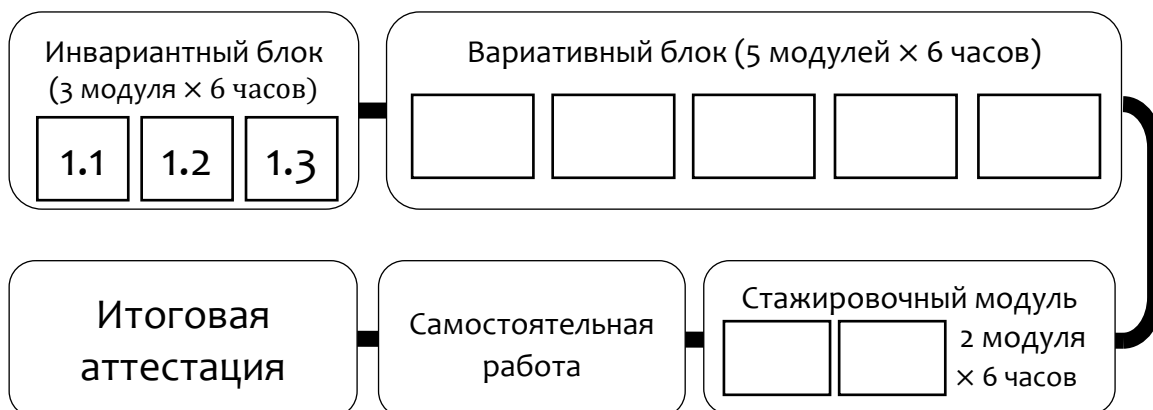 Инвариантный блок
(3 модуля × 6 часов)
1.1 1.2 1.3
Вариативный блок (5 модулей × 6 часов)
Итоговая
аттестация
Самостоятельная
работа
Стажировочный модуль
2 модуля
× 6 часов